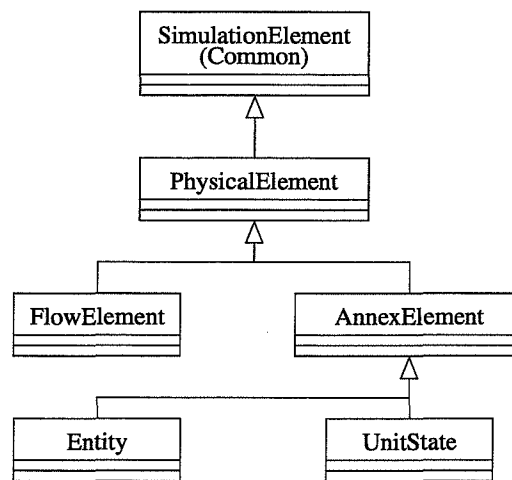 SimulationElement
(Common)
PhysicalElement
FlowElement
AnnexElement
Entity
UnitState